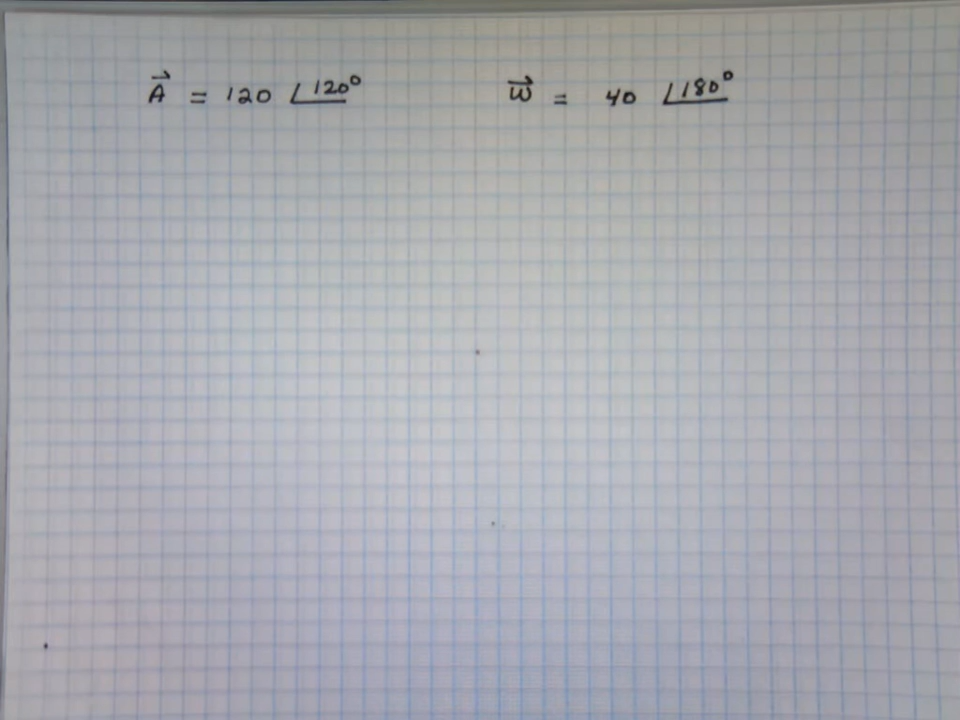 A⃗ = 120 ∠120° W⃗ = 40 ∠180°